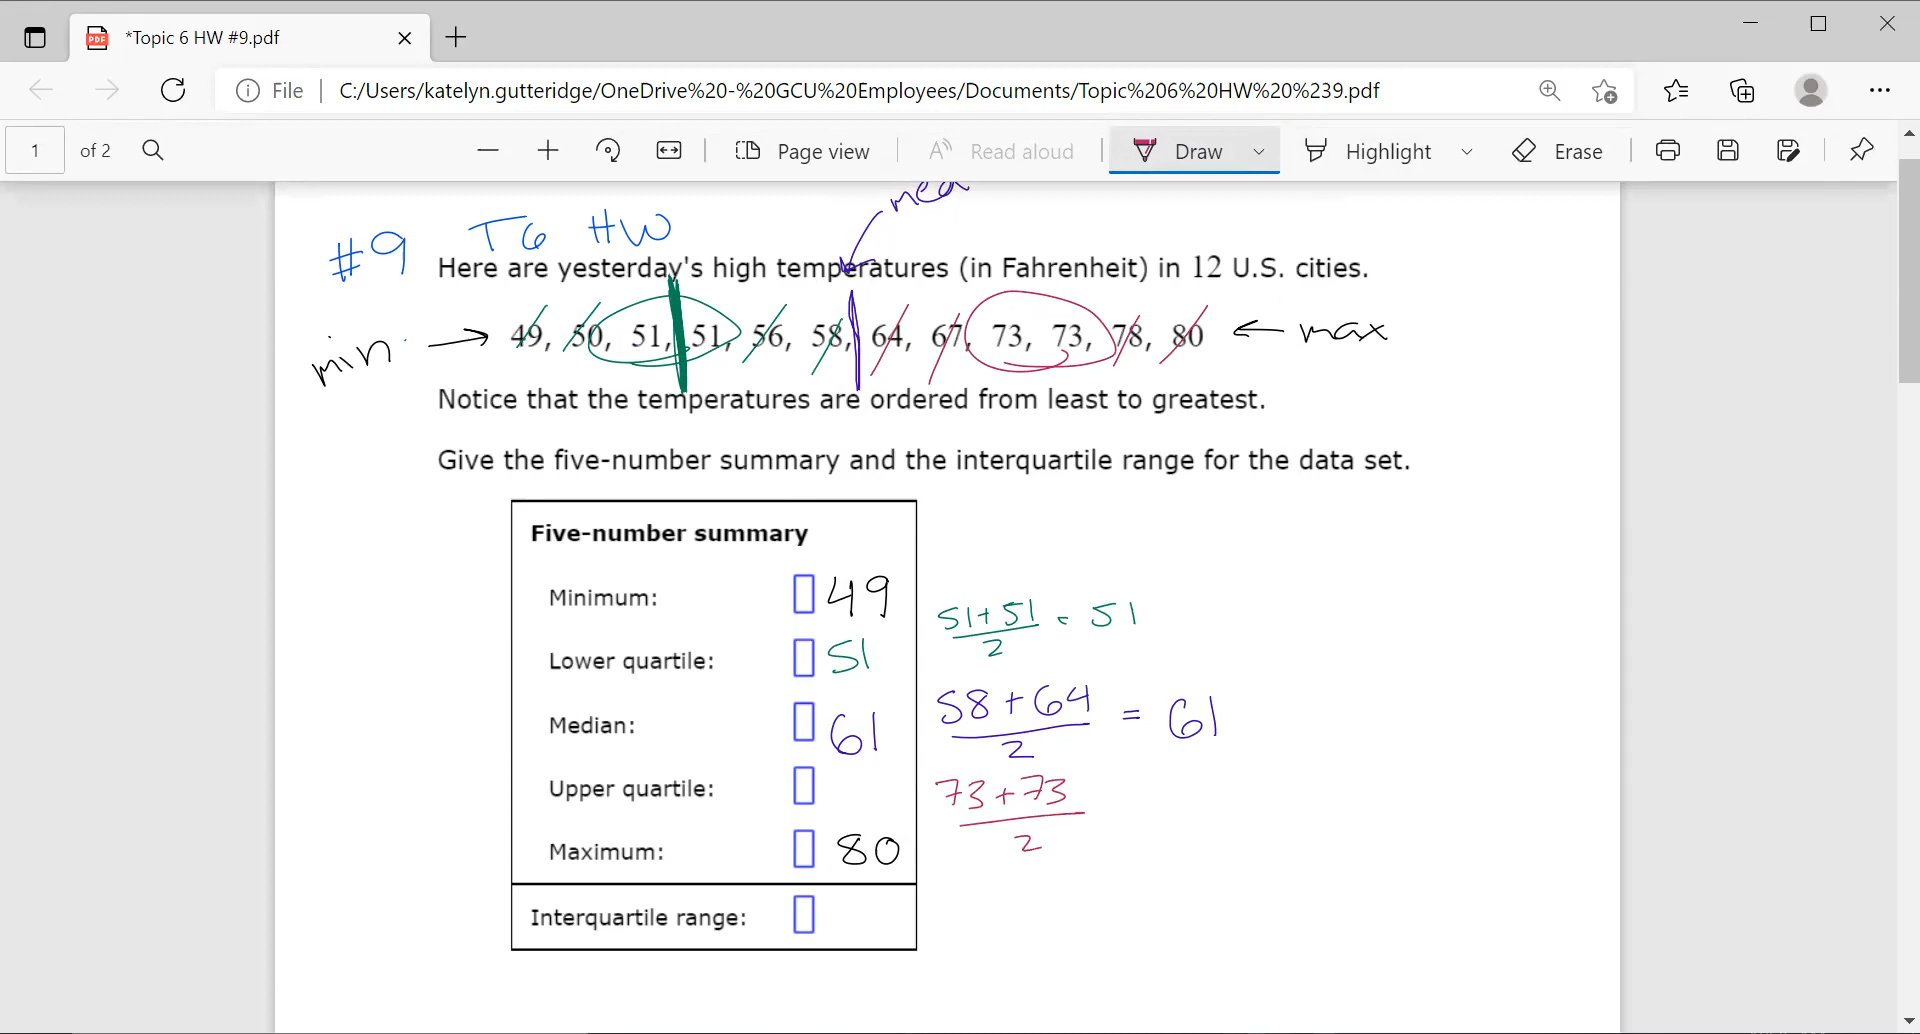 *Topic 6 HW #9.pdf
PDF
File | C:/Users/katelyn.gutteridge/OneDrive%20-%20GCU%20Employees/Documents/Topic%206%20HW%20%239.pdf
1 of 2 Page view Read aloud Draw Highlight Erase
med
#9 T6 HW
Here are yesterday's high temperatures (in Fahrenheit) in 12 U.S. cities.
min → 49, 50, 51, 51, 56, 58, 64, 67, 73, 73, 78, 80 ← max
Notice that the temperatures are ordered from least to greatest.
Give the five-number summary and the interquartile range for the data set.
Five-number summary
Minimum: 49
51+51 = 51
2
Lower quartile: 51
58+64 = 61
2
Median: 61
Upper quartile:
73+73
2
Maximum: 80
Interquartile range: